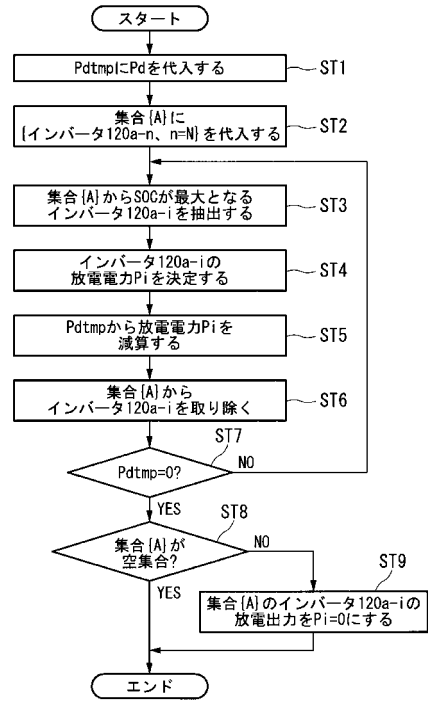 スタート
PdtmpにPdを代入する
ST1
集合{A}に
{インバータ120a-n、n=N}を代入する
ST2
集合{A}からSOCが最大となる
インバータ120a-iを抽出する
ST3
インバータ120a-iの
放電電力Piを決定する
ST4
Pdtmpから放電電力Piを
減算する
ST5
集合{A}から
インバータ120a-iを取り除く
ST6
ST7
Pdtmp=0?
NO
YES
ST8
集合{A}が
空集合?
NO
YES
ST9
集合{A}のインバータ120a-iの
放電出力をPi=0にする
エンド